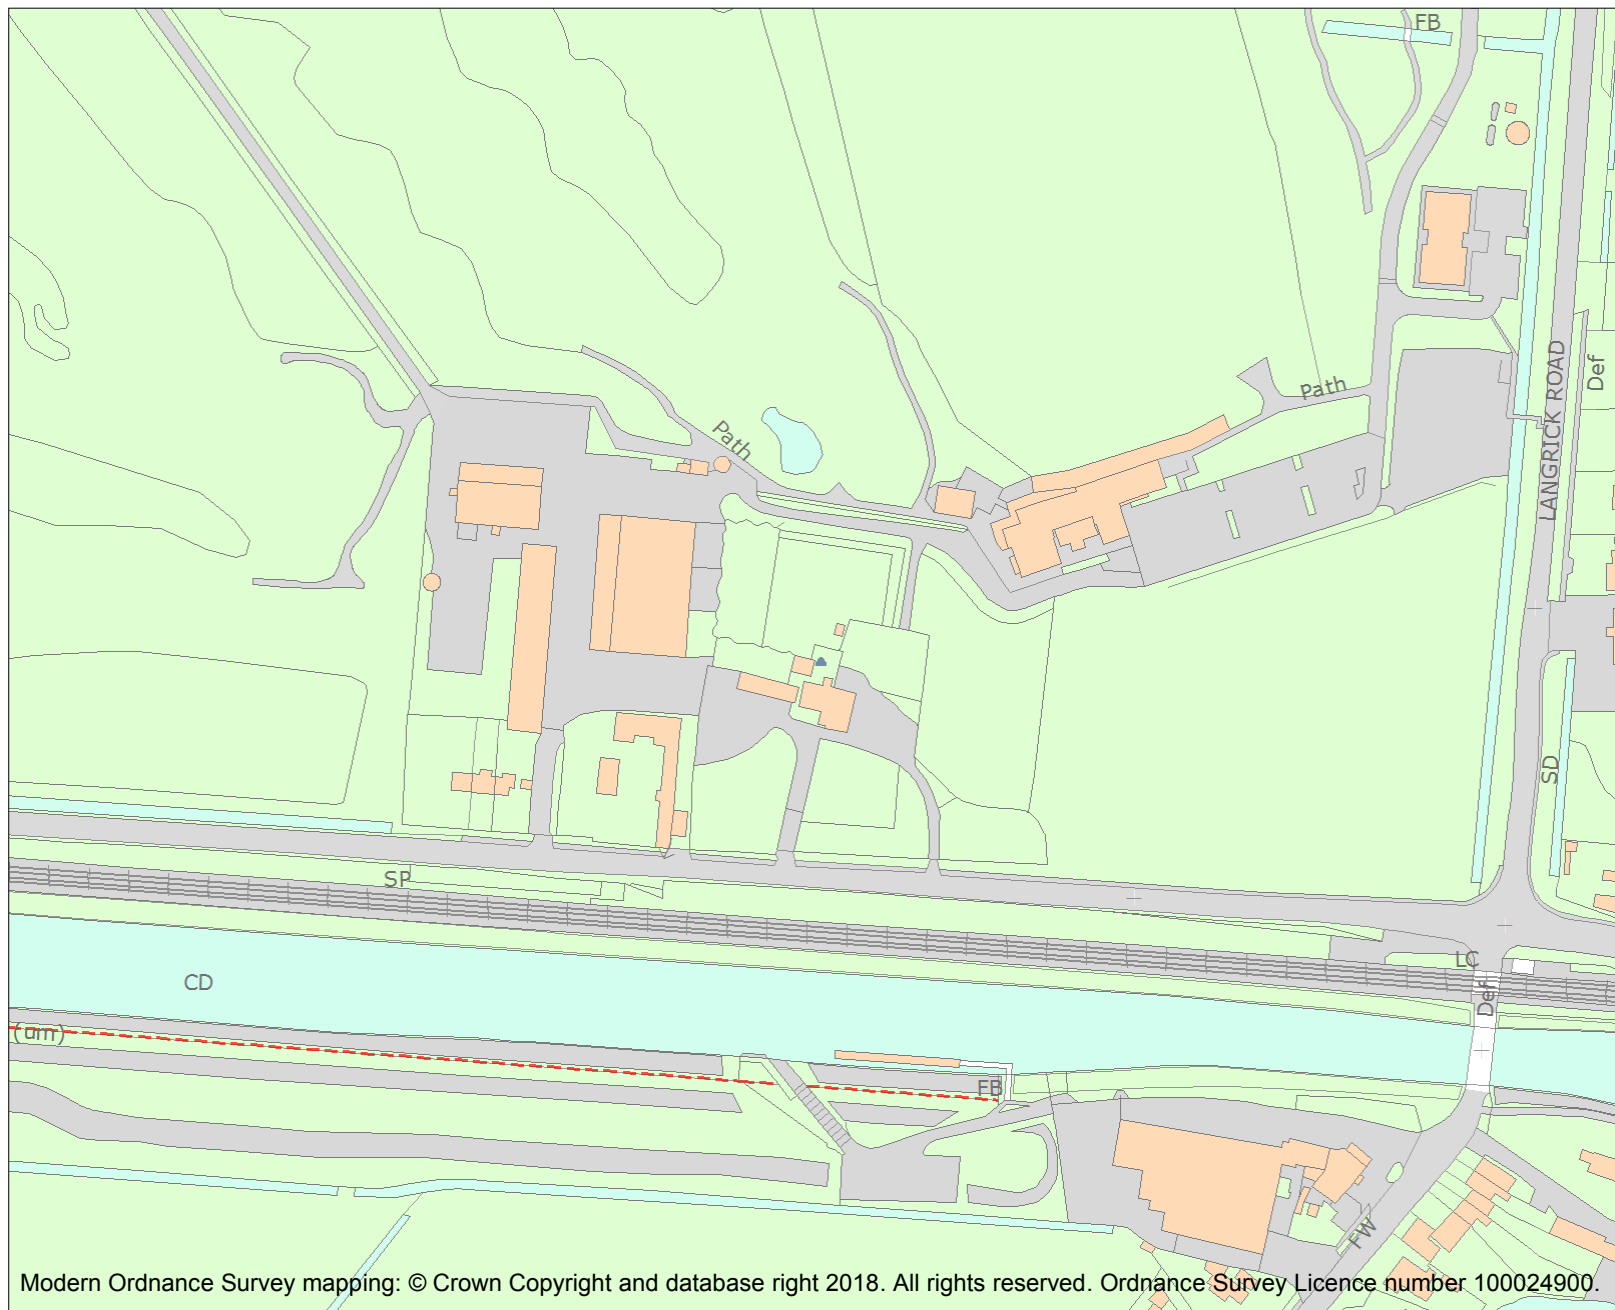 FB
LANGRICK ROAD
Def
Path
Path
SD
SP
LC
CD
Def
(um)
FB
FW
Modern Ordnance Survey mapping: © Crown Copyright and database right 2018. All rights reserved. Ordnance Survey Licence number 100024900.